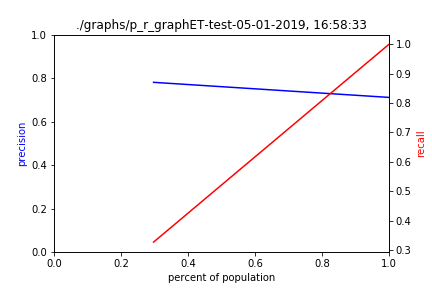 ./graphs/p_r_graphET-test-05-01-2019, 16:58:33
1.0
0.8
0.6
0.4
0.2
0.0
precision
1.0
0.9
0.8
0.7
0.6
0.5
0.4
0.3
recall
0.0 0.2 0.4 0.6 0.8 1.0
percent of population